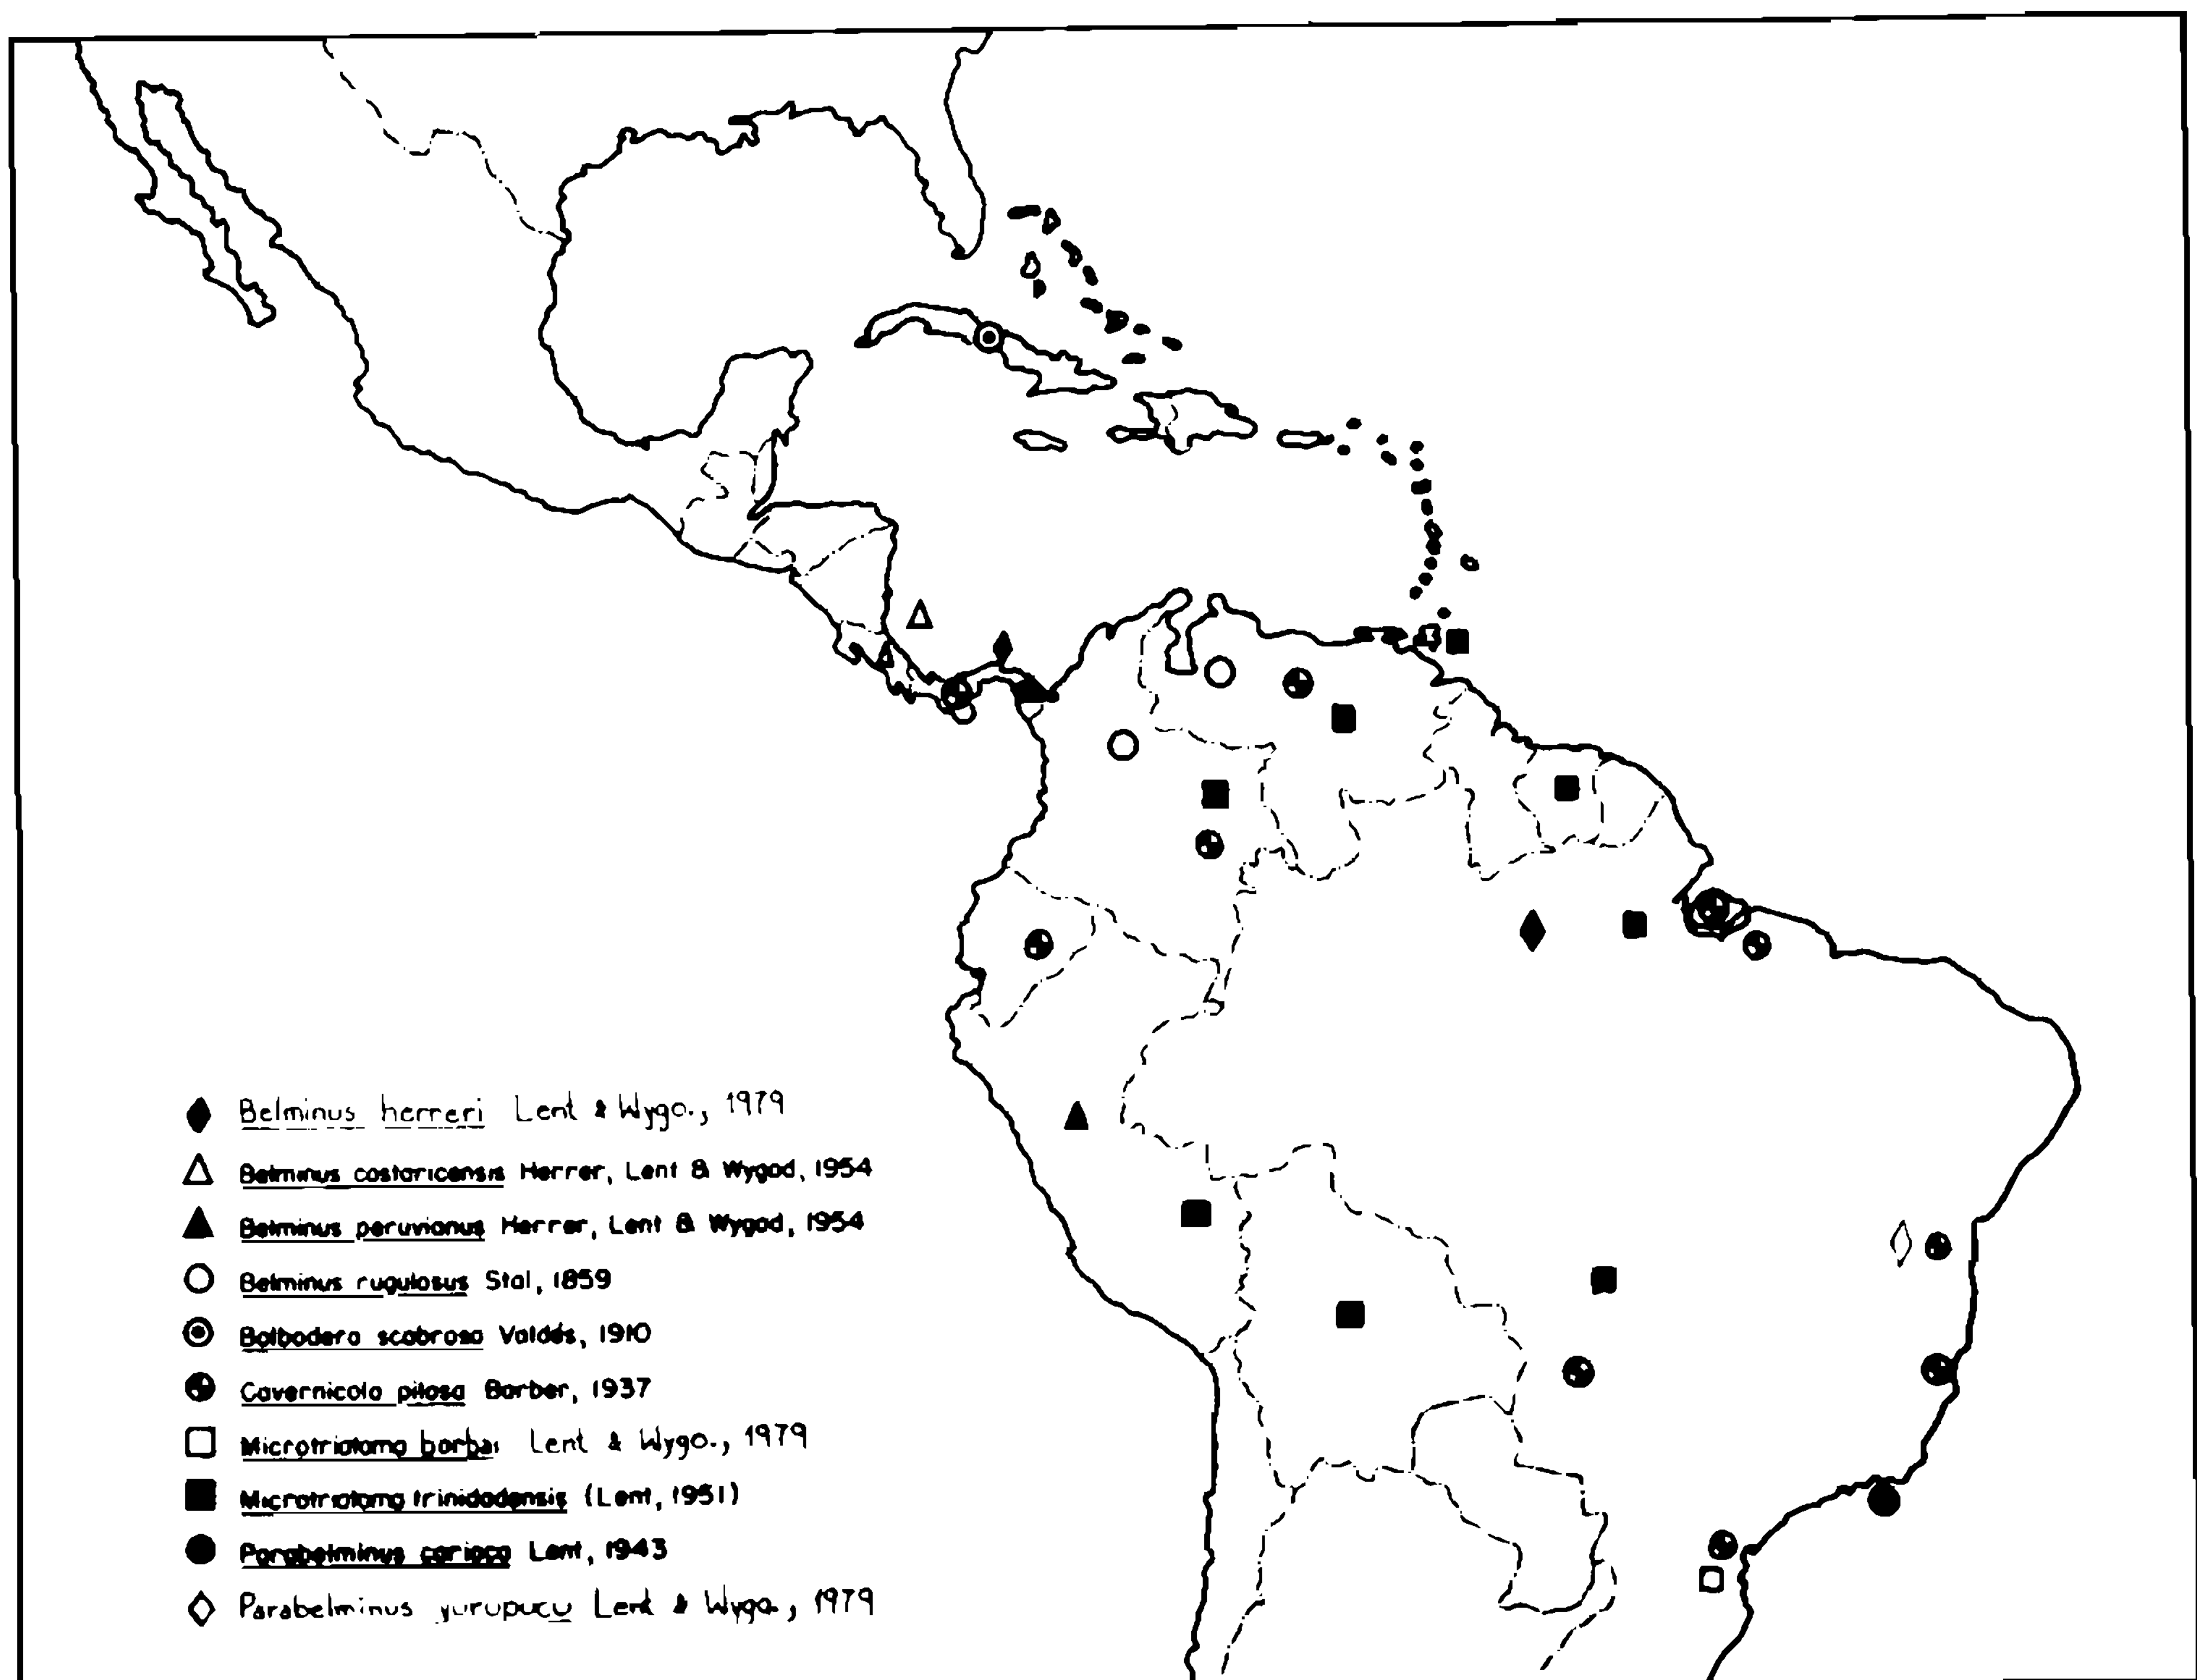 Belminus herreri Lent & Wygo., 1979
Belminus costaricensis Herrer, Lent & Wygod, 1954
Belminus peruvianus Herrer, Lent & Wygod, 1954
Belminus rugulosus Stal, 1859
Bolbodera scabrosa Valdés, 1910
Cavernicola pilosa Barber, 1937
Microtriatoma borbai Lent & Wygo., 1979
Microtriatoma trinidadensis (Lent, 1951)
Parabelminus carioca Lent, 1943
Parabelminus yurupucu Lent & Wygo., 1979